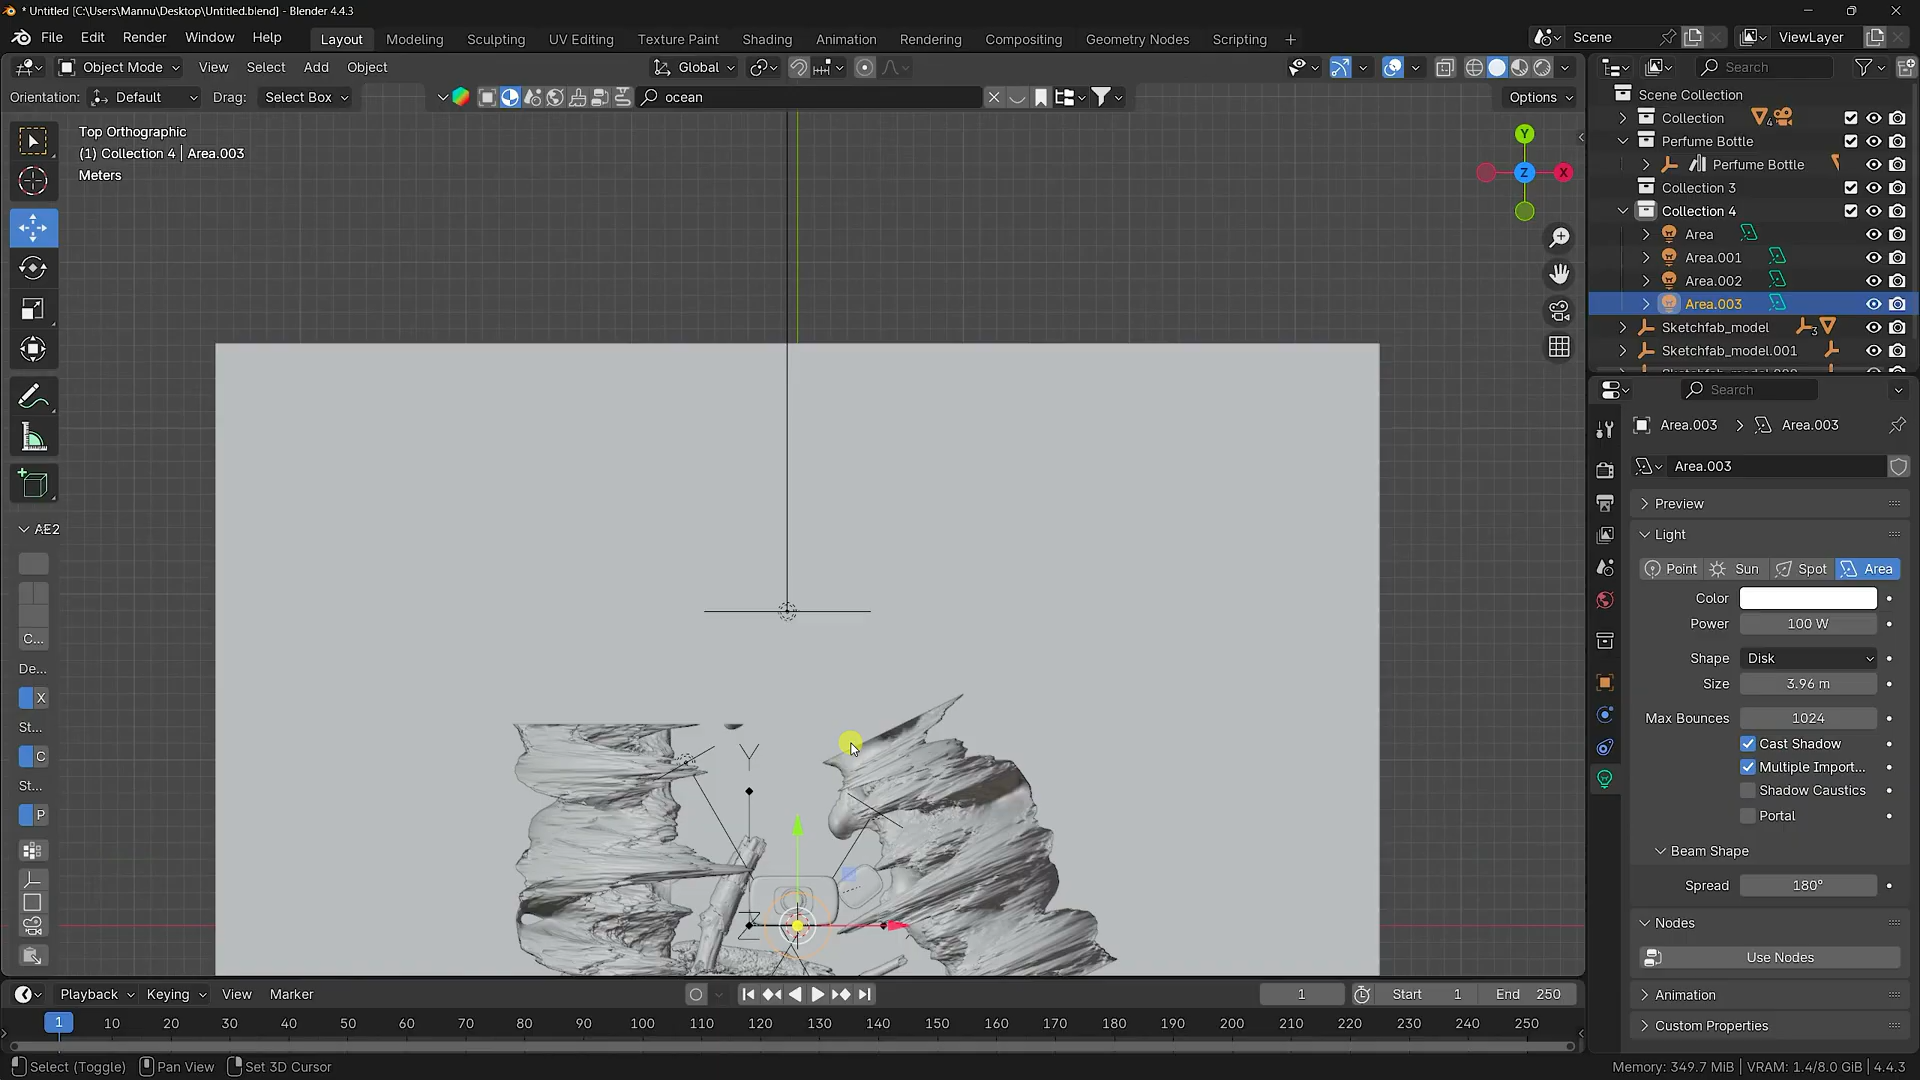 * Untitled [C:\Users\Mannu\Desktop\Untitled.blend] - Blender 4.4.3
File Edit Render Window Help
Layout Modeling Sculpting UV Editing Texture Paint Shading Animation Rendering Compositing Geometry Nodes Scripting +
Scene
ViewLayer
Object Mode View Select Add Object
Global
Search
Orientation: Default Drag: Select Box
ocean
Options
Top Orthographic
(1) Collection 4 | Area.003
Meters
Y
Z
X
Scene Collection
Collection 4
Perfume Bottle
Perfume Bottle
Collection 3
Collection 4
Area
Area.001
Area.002
Area.003
Sketchfab_model 3
Sketchfab_model.001
Search
Area.003 > Area.003
Area.003
Preview
Light
Point Sun Spot Area
Color
Power 100 W
Shape Disk
Size 3.96 m
Max Bounces 1024
Cast Shadow
Multiple Import...
Shadow Caustics
Portal
Beam Shape
Spread 180°
Nodes
Use Nodes
Animation
Custom Properties
AE2
C...
De...
X
St...
C
St...
P
Y
Z
Playback Keying View Marker
1 Start 1 End 250
1 10 20 30 40 50 60 70 80 90 100 110 120 130 140 150 160 170 180 190 200 210 220 230 240 250
Select (Toggle) Pan View Set 3D Cursor
Memory: 349.7 MiB | VRAM: 1.4/8.0 GiB | 4.4.3